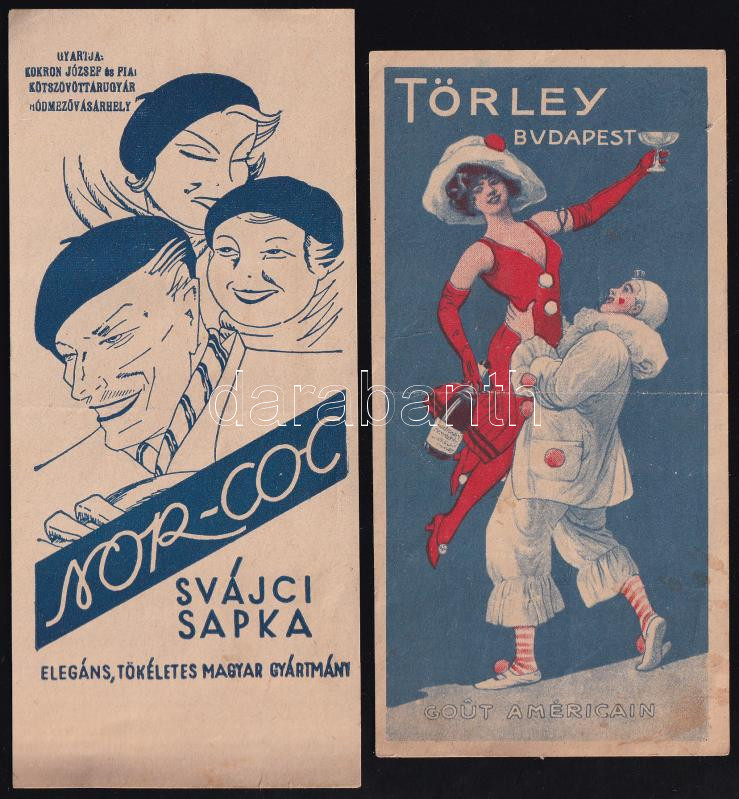 GYÁRTJA:
KOKRON JÓZSEF és FIAI
KÖTSZÖVÖTTÁRUGYÁR
HÓDMEZŐVÁSÁRHELY
NOR-COC
SVÁJCI
SAPKA
ELEGÁNS, TÖKÉLETES MAGYAR GYÁRTMÁNY
TÖRLEY
BVDAPEST
GOÛT AMÉRICAIN
darabanth